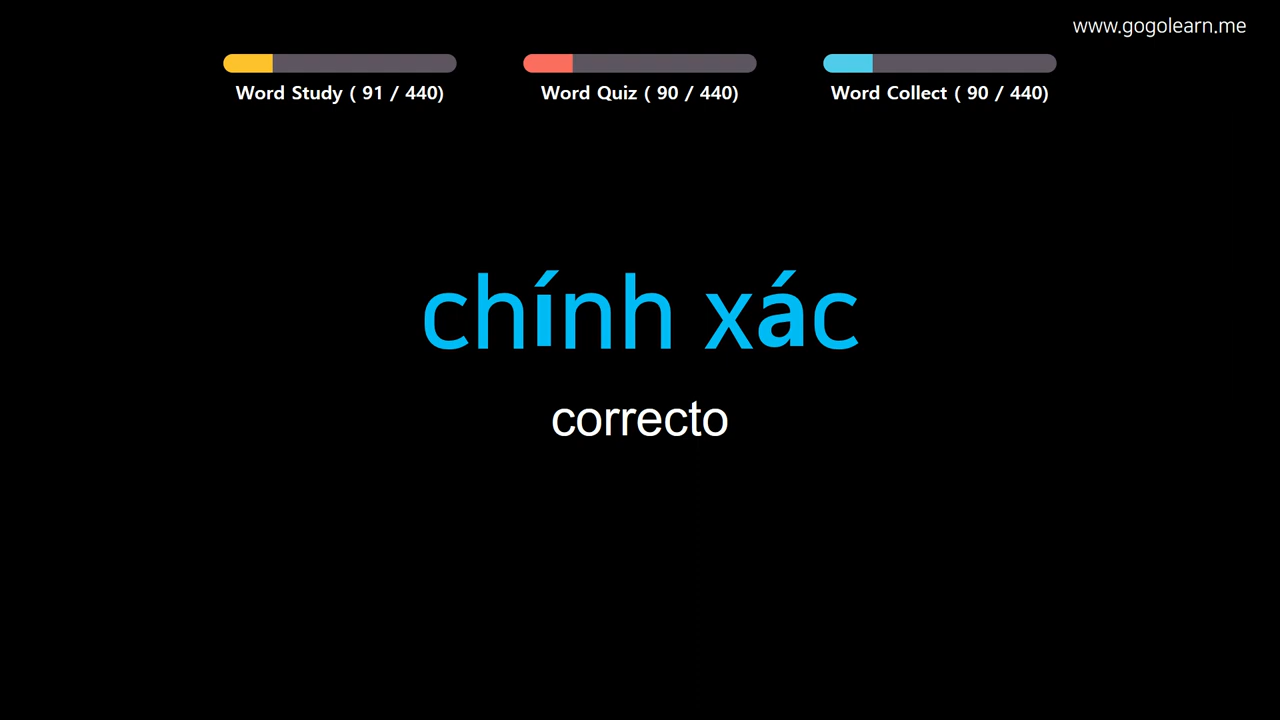 www.gogolearn.me
Word Study ( 91 / 440)
Word Quiz ( 90 / 440)
Word Collect ( 90 / 440)
chính xác
correcto